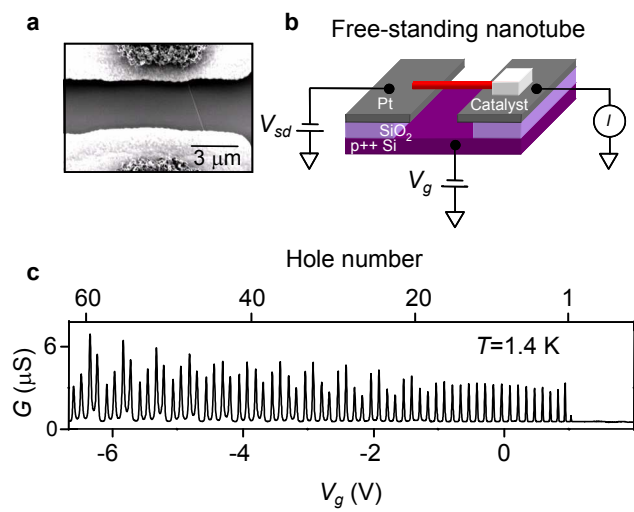 a
3 μm
b
Free-standing nanotube
Pt
Catalyst
I
V_sd
SiO₂
p++ Si
V_g
c
Hole number
60 40 20 1
T=1.4 K
G (μS)
6
0
-6 -4 -2 0
V_g (V)